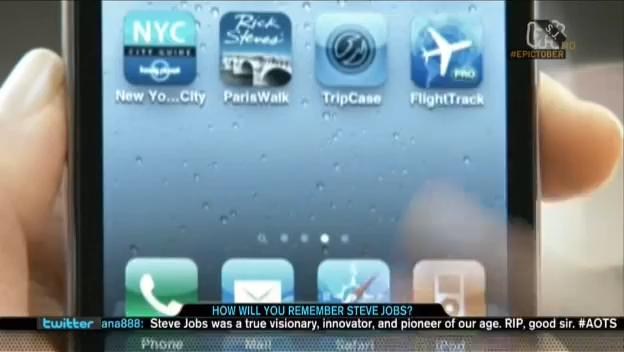 NYC
CITY GUIDE
lonely planet
Rick
Steves'
PRO
New Yo...City
ParisWalk
TripCase
FlightTrack
#EPICTOBER
HOW WILL YOU REMEMBER STEVE JOBS?
twitter ana888: Steve Jobs was a true visionary, innovator, and pioneer of our age. RIP, good sir. #AOTS
Phone
Mail
Safari
iPod